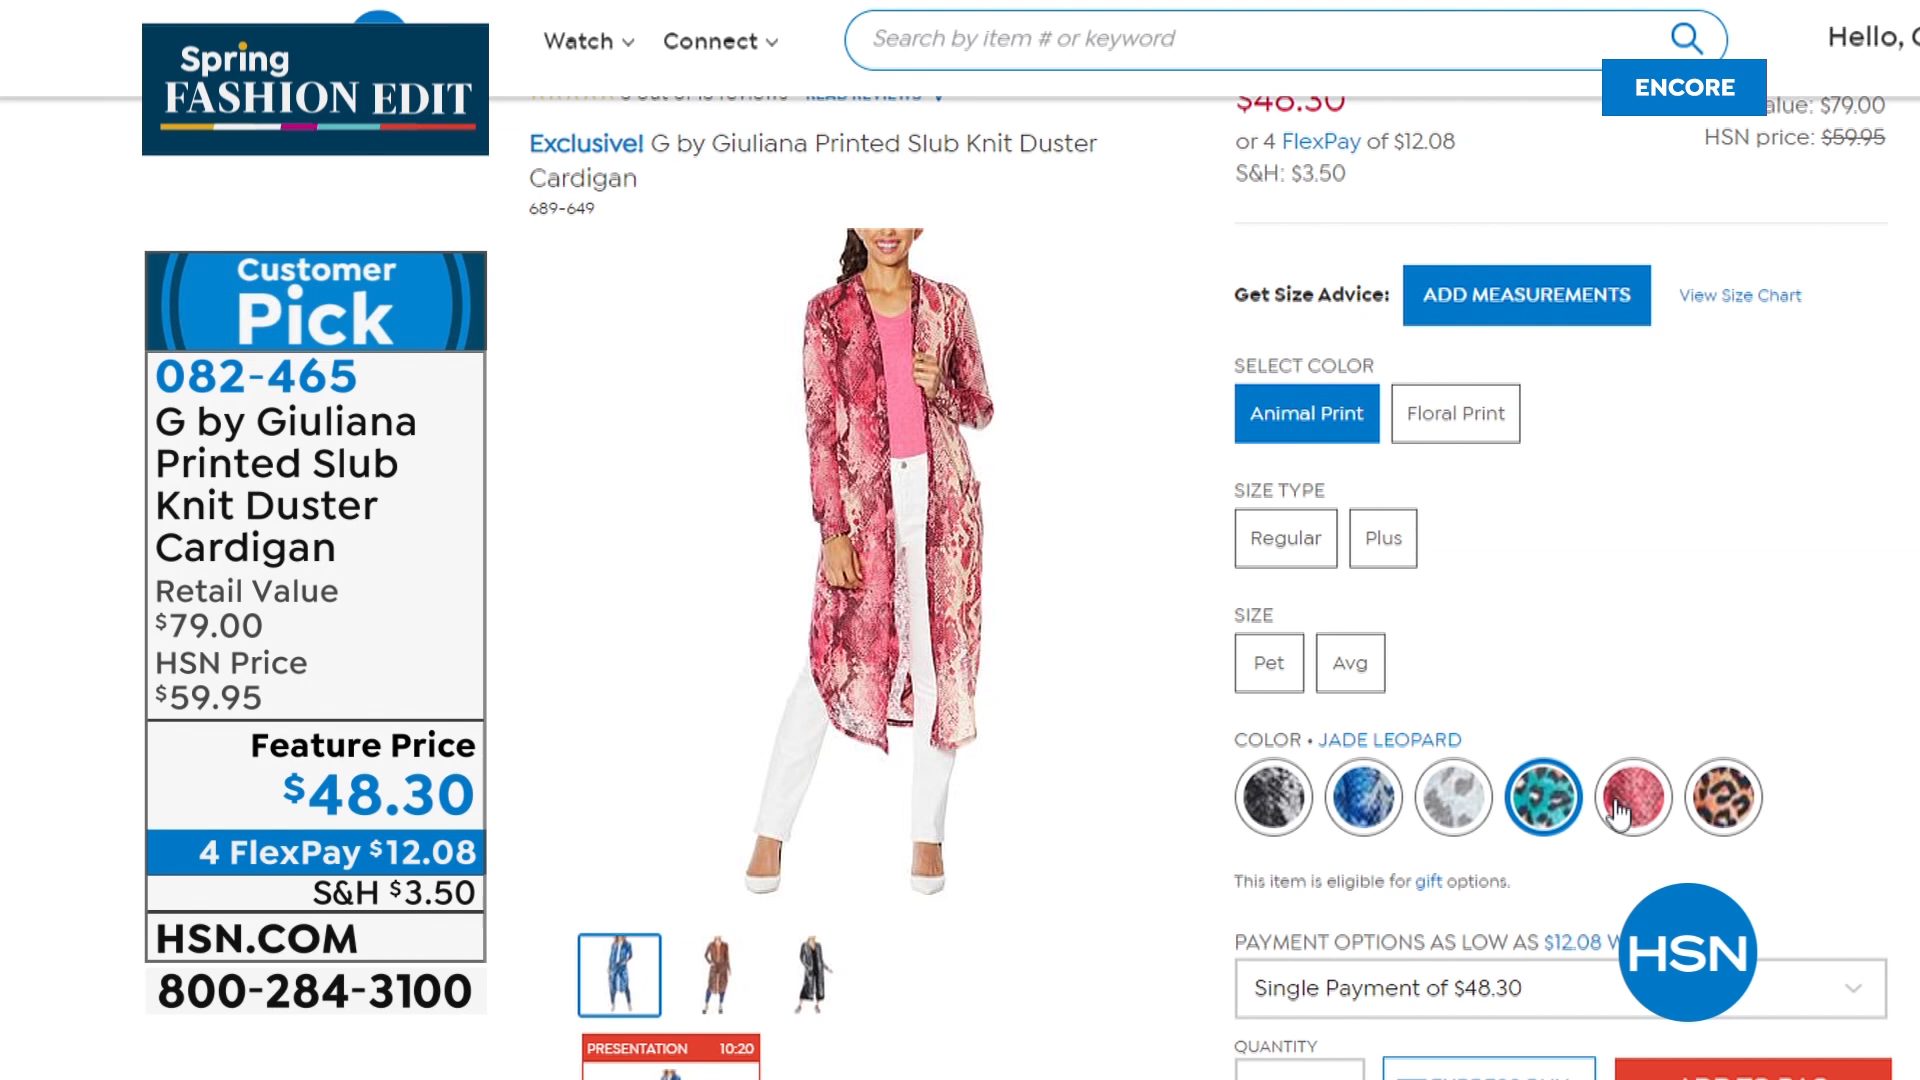 Spring
FASHION EDIT
Customer
Pick
082-465
G by Giuliana
Printed Slub
Knit Duster
Cardigan
Retail Value
$79.00
HSN Price
$59.95
Feature Price
$48.30
4 FlexPay $12.08
S&H $3.50
HSN.COM
800-284-3100
Watch
Connect
Search by item # or keyword
Hello,
ENCORE
READ REVIEWS
Exclusive! G by Giuliana Printed Slub Knit Duster
Cardigan
689-649
PRESENTATION 10:20
$48.30
alue: $79.00
or 4 FlexPay of $12.08
HSN price: $59.95
S&H: $3.50
Get Size Advice: ADD MEASUREMENTS View Size Chart
SELECT COLOR
Animal Print Floral Print
SIZE TYPE
Regular Plus
SIZE
Pet Avg
COLOR • JADE LEOPARD
This item is eligible for gift options.
PAYMENT OPTIONS AS LOW AS $12.08 W
HSN
Single Payment of $48.30
QUANTITY